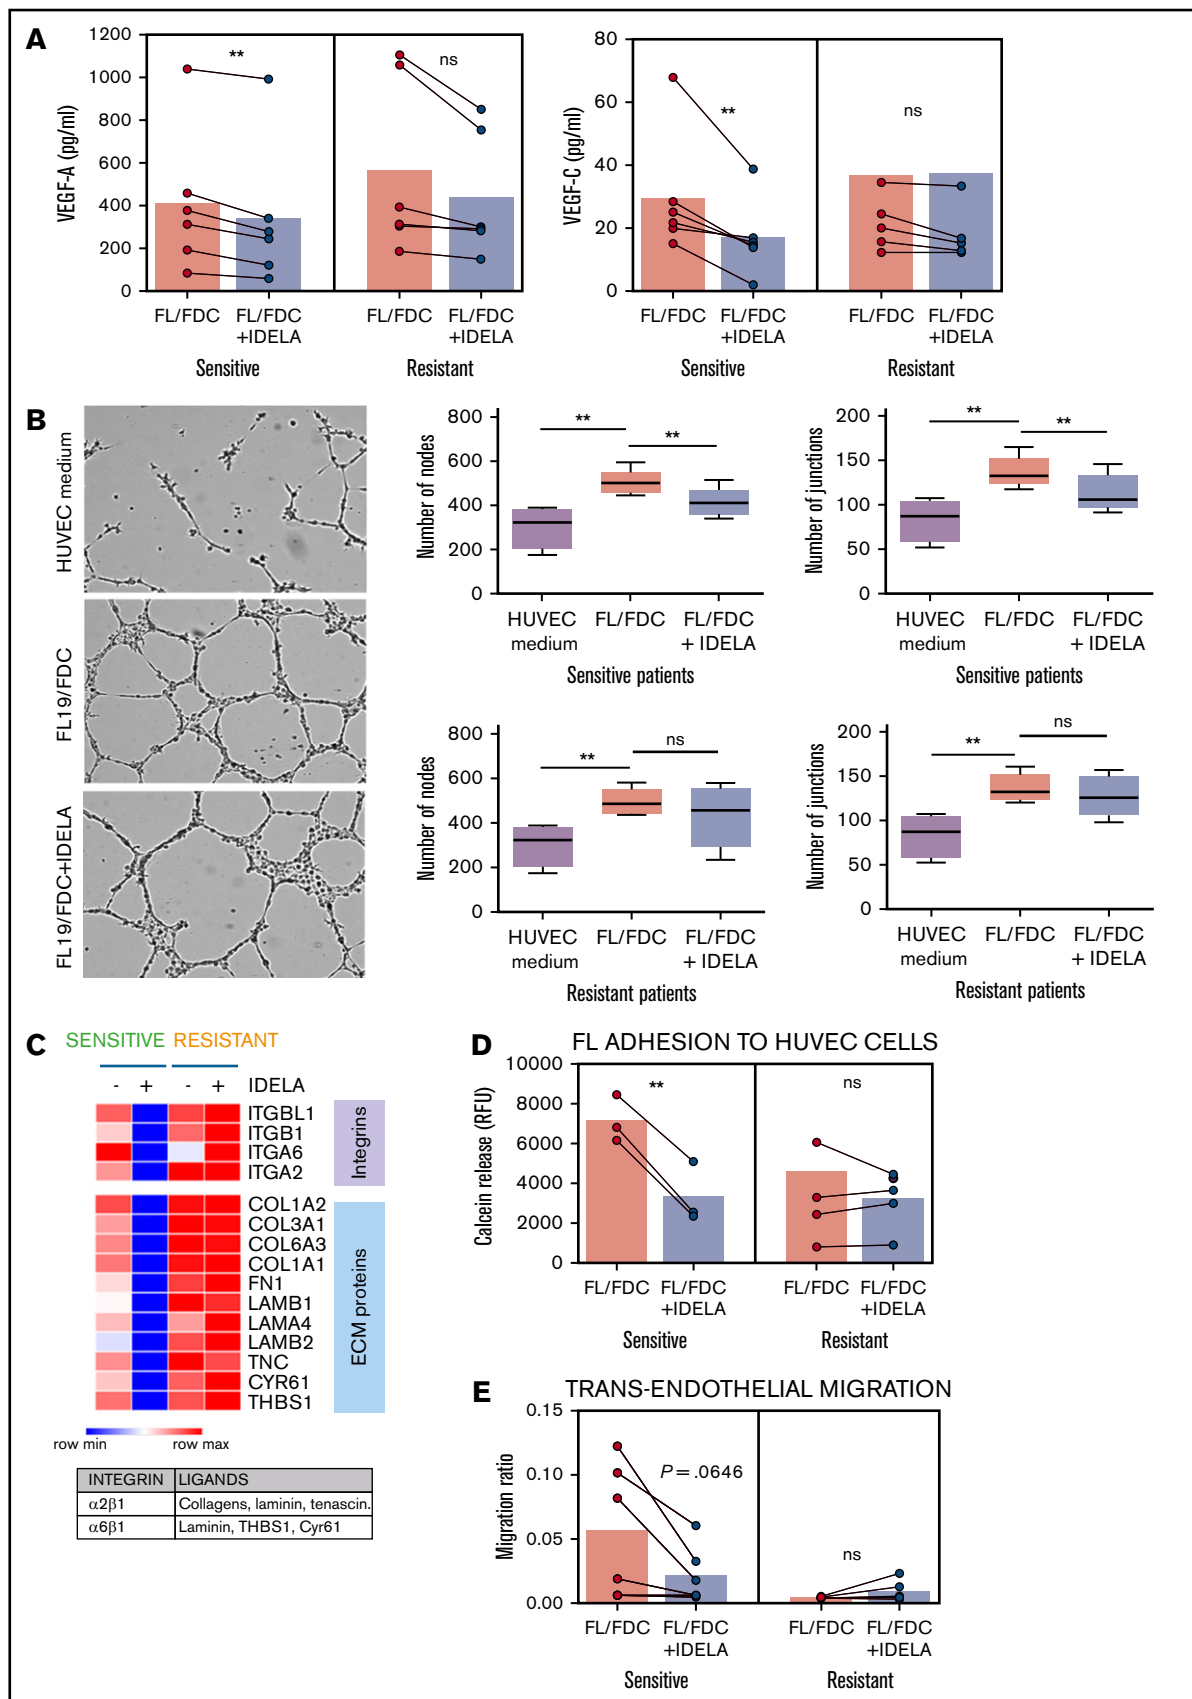 A
1200
1000
800
600
400
200
0
VEGF-A (pg/ml)
**
ns
FL/FDC
FL/FDC
+IDELA
FL/FDC
FL/FDC
+IDELA
Sensitive
Resistant
80
60
40
20
0
VEGF-C (pg/ml)
**
ns
FL/FDC
FL/FDC
+IDELA
FL/FDC
FL/FDC
+IDELA
Sensitive
Resistant
B
HUVEC medium
FL19/FDC
FL19/FDC+IDELA
800
600
400
200
0
Number of nodes
**
**
HUVEC
medium
FL/FDC
FL/FDC
+ IDELA
Sensitive patients
200
150
100
50
0
Number of junctions
**
**
HUVEC
medium
FL/FDC
FL/FDC
+ IDELA
Sensitive patients
800
600
400
200
0
Number of nodes
**
ns
HUVEC
medium
FL/FDC
FL/FDC
+ IDELA
Resistant patients
200
150
100
50
0
Number of junctions
**
ns
HUVEC
medium
FL/FDC
FL/FDC
+ IDELA
Resistant patients
C
SENSITIVE RESISTANT
- + - + IDELA
ITGBL1
ITGB1
ITGA6
ITGA2
Integrins
COL1A2
COL3A1
COL6A3
COL1A1
FN1
LAMB1
LAMA4
LAMB2
TNC
CYR61
THBS1
ECM proteins
row min row max
INTEGRIN LIGANDS
α2β1 Collagens, laminin, tenascin.
α6β1 Laminin, THBS1, Cyr61
D
FL ADHESION TO HUVEC CELLS
10000
8000
6000
4000
2000
0
Calcein release (RFU)
**
ns
FL/FDC
FL/FDC
+IDELA
FL/FDC
FL/FDC
+IDELA
Sensitive
Resistant
E
TRANS-ENDOTHELIAL MIGRATION
0.15
0.10
0.05
0.00
Migration ratio
P = .0646
ns
FL/FDC
FL/FDC
+IDELA
FL/FDC
FL/FDC
+IDELA
Sensitive
Resistant